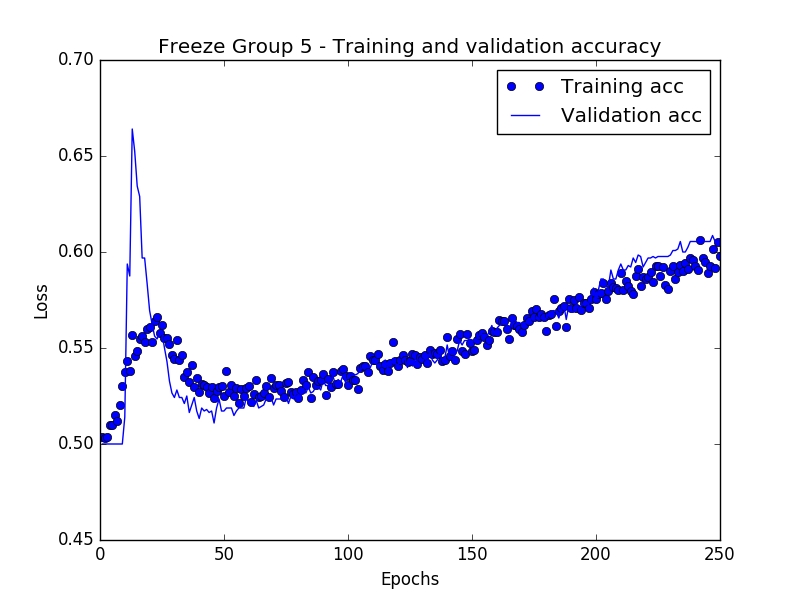 Freeze Group 5 - Training and validation accuracy
0.70
Training acc
Validation acc
0.65
0.60
0.55
Loss
0.50
0.45
0
50
100
150
200
250
Epochs